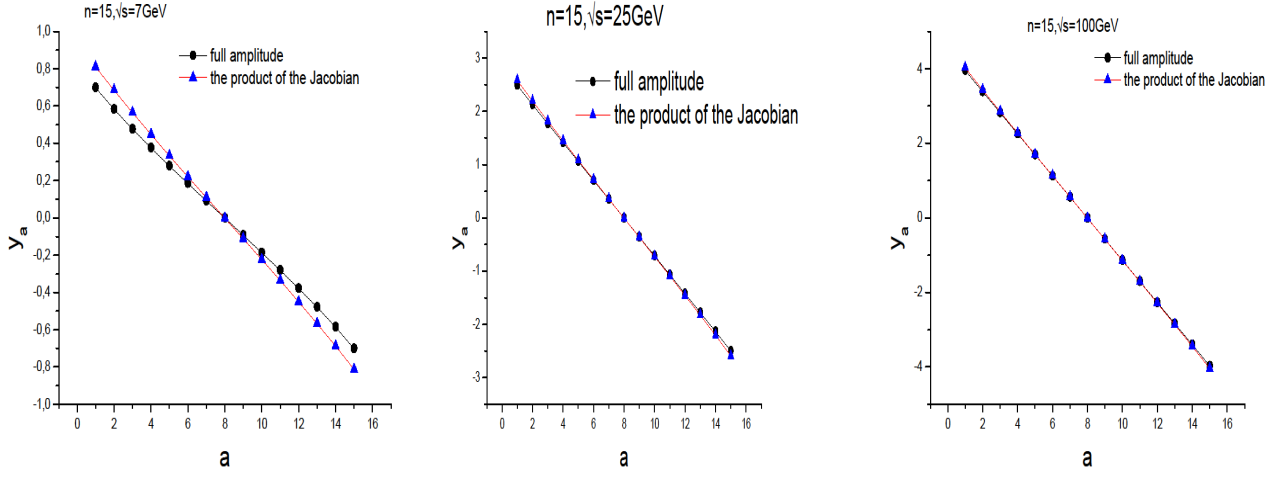 n=15,√s=7GeV
full amplitude
the product of the Jacobian
1,0
0,8
0,6
0,4
0,2
0,0
-0,2
-0,4
-0,6
-0,8
-1,0
ya
0 2 4 6 8 10 12 14 16
a
n=15,√s=25GeV
full amplitude
the product of the Jacobian
3
2
1
0
-1
-2
-3
ya
0 2 4 6 8 10 12 14 16
a
n=15,√s=100GeV
full amplitude
the product of the Jacobian
4
2
0
-2
-4
ya
0 2 4 6 8 10 12 14 16
a